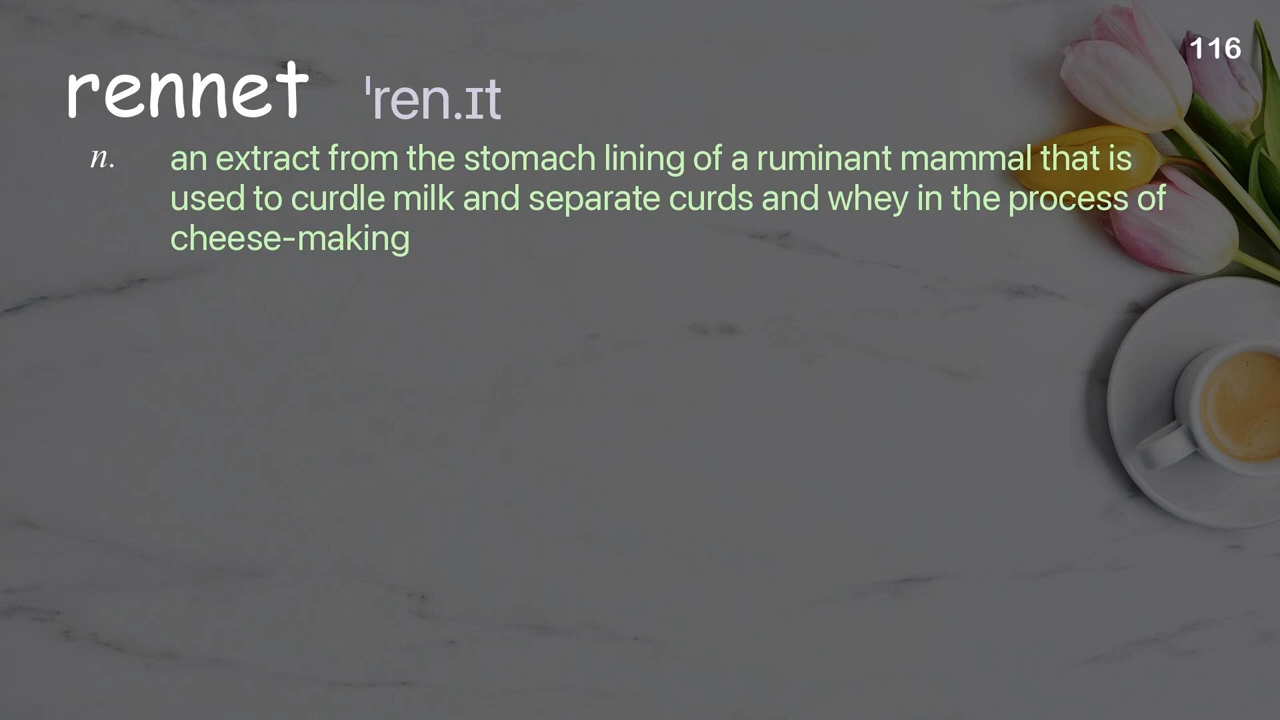 116
rennet ˈren.ɪt
n. an extract from the stomach lining of a ruminant mammal that is
used to curdle milk and separate curds and whey in the process of
cheese-making